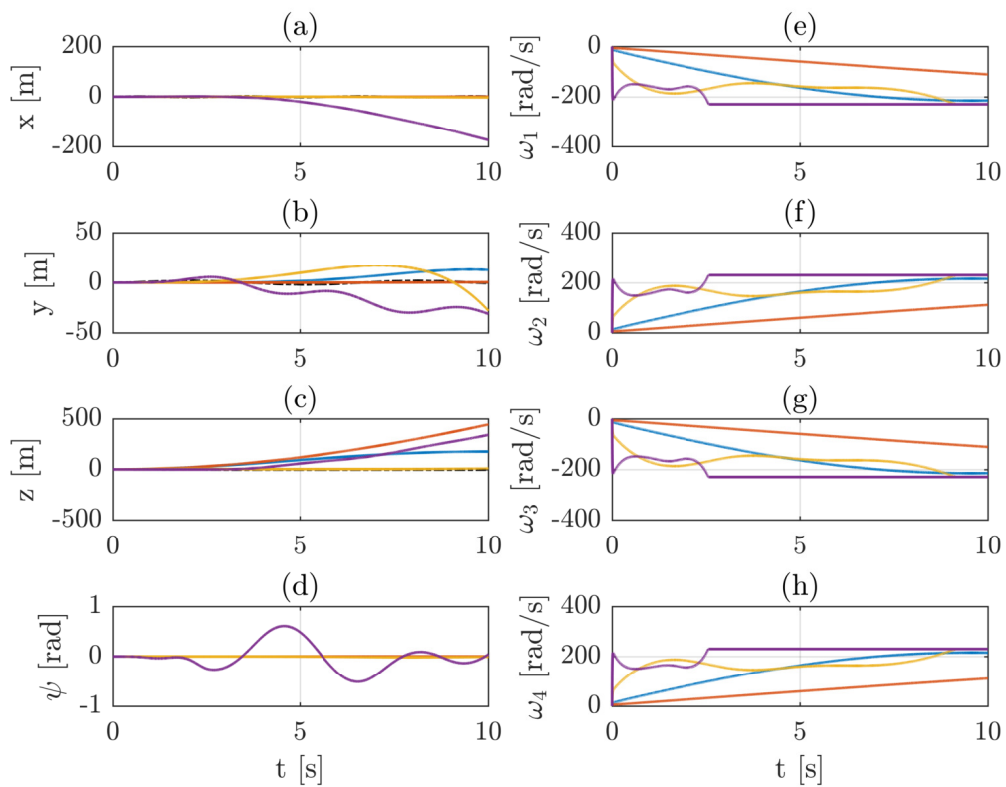 (a)
x [m]
200
0
-200
0 5 10
(b)
y [m]
50
0
-50
0 5 10
(c)
z [m]
500
0
-500
0 5 10
(d)
ψ [rad]
1
0
-1
0 5 10
t [s]
(e)
ω1 [rad/s]
0
-200
-400
0 5 10
(f)
ω2 [rad/s]
400
200
0
0 5 10
(g)
ω3 [rad/s]
0
-200
-400
0 5 10
(h)
ω4 [rad/s]
400
200
0
0 5 10
t [s]